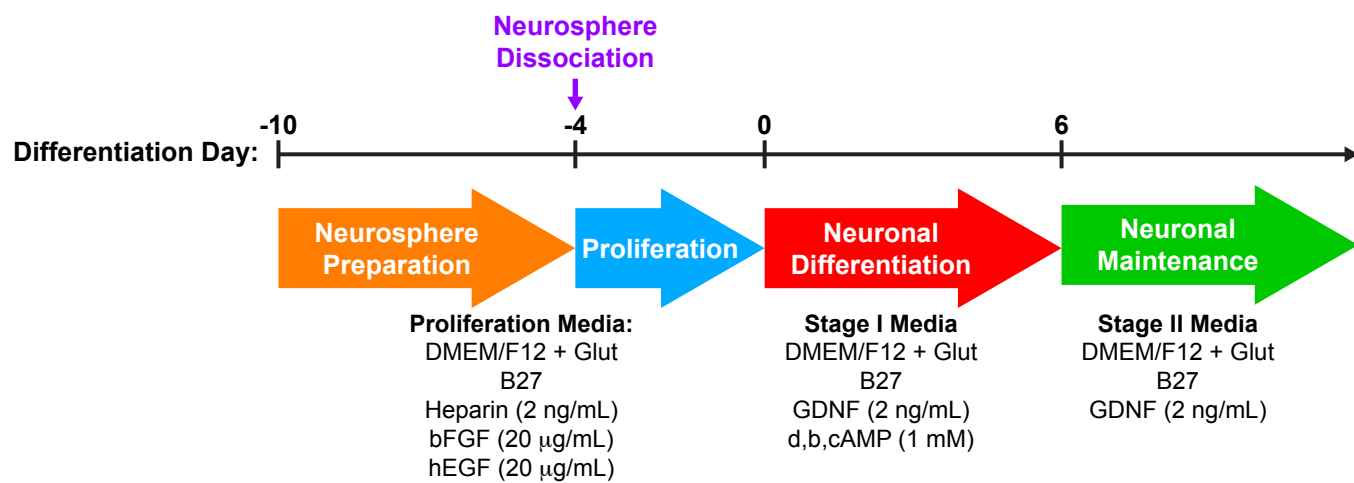 Neurosphere
Dissociation
-10
-4
0
6
Differentiation Day:
Neurosphere
Preparation
Proliferation
Neuronal
Differentiation
Neuronal
Maintenance
Proliferation Media:
DMEM/F12 + Glut
B27
Heparin (2 ng/mL)
bFGF (20 μg/mL)
hEGF (20 μg/mL)
Stage I Media
DMEM/F12 + Glut
B27
GDNF (2 ng/mL)
d,b,cAMP (1 mM)
Stage II Media
DMEM/F12 + Glut
B27
GDNF (2 ng/mL)